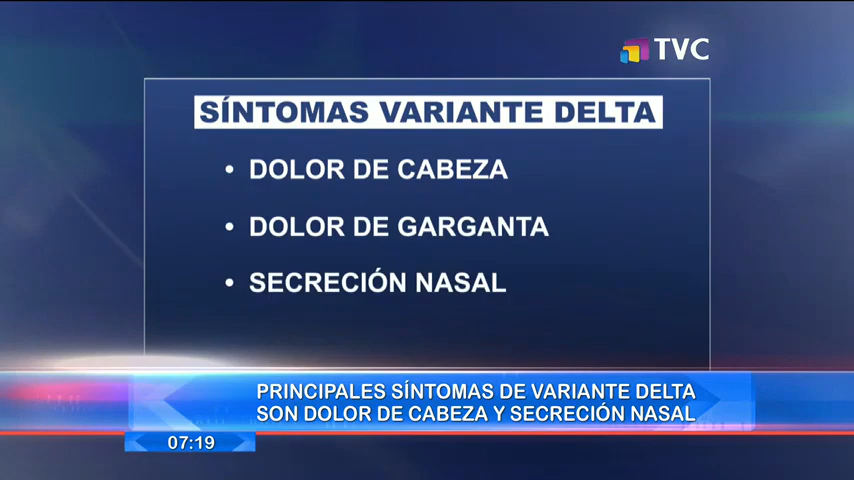 TVC
SÍNTOMAS VARIANTE DELTA
• DOLOR DE CABEZA
• DOLOR DE GARGANTA
• SECRECIÓN NASAL
PRINCIPALES SÍNTOMAS DE VARIANTE DELTA
SON DOLOR DE CABEZA Y SECRECIÓN NASAL
07:19